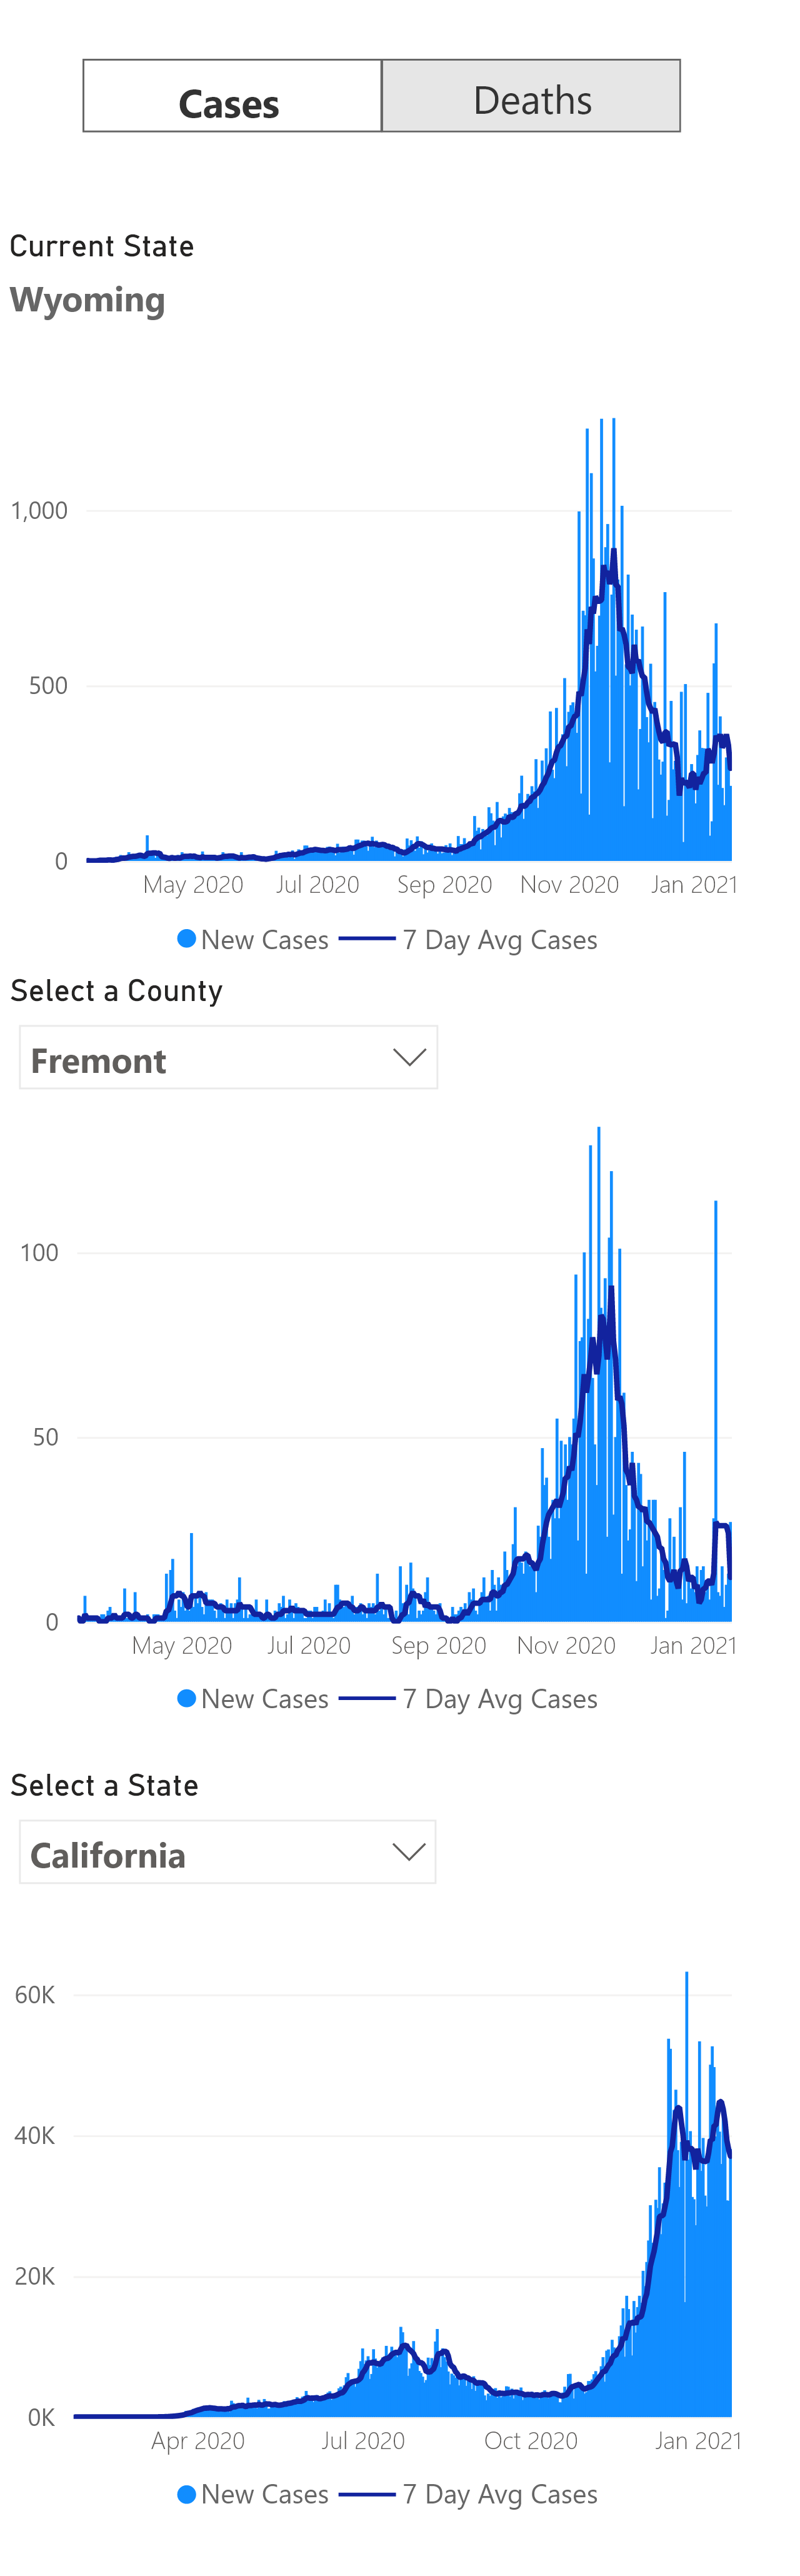 Cases Deaths
Current State
Wyoming
1,000
500
0
May 2020 Jul 2020 Sep 2020 Nov 2020 Jan 2021
New Cases 7 Day Avg Cases
Select a County
Fremont
100
50
0
May 2020 Jul 2020 Sep 2020 Nov 2020 Jan 2021
New Cases 7 Day Avg Cases
Select a State
California
60K
40K
20K
0K
Apr 2020 Jul 2020 Oct 2020 Jan 2021
New Cases 7 Day Avg Cases